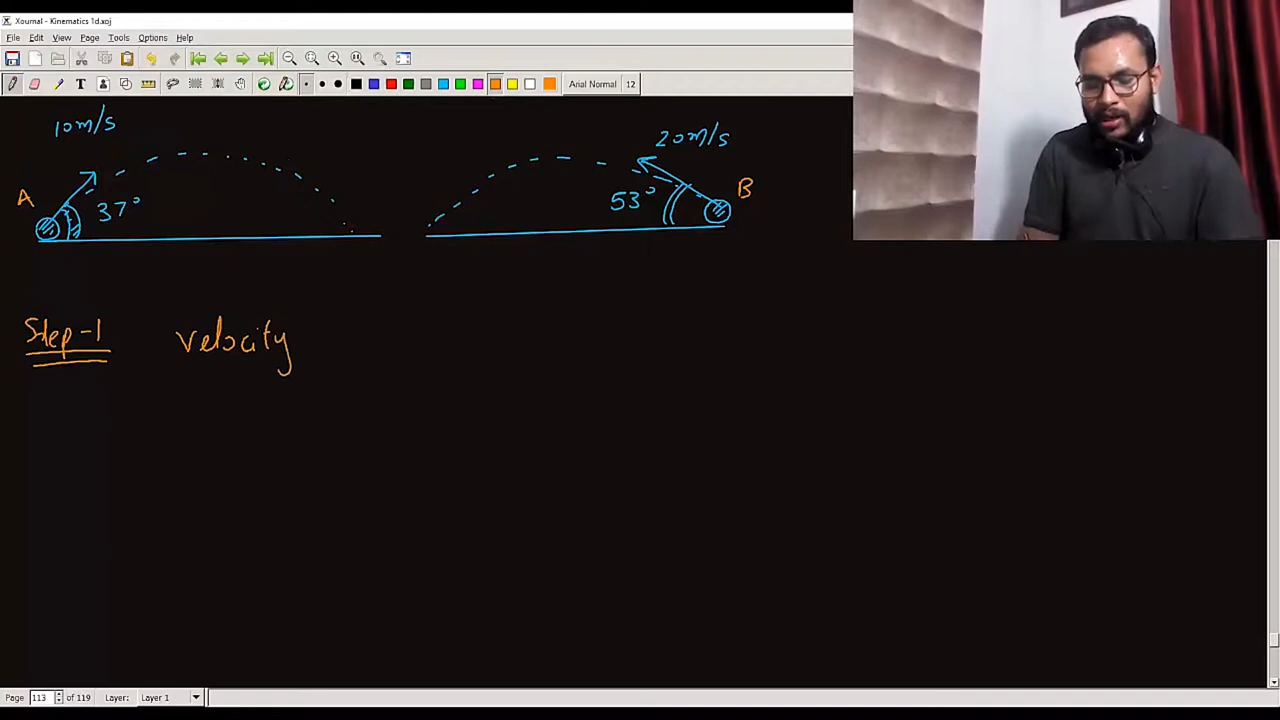 Xournal - Kinematics 1d.xoj
File Edit View Page Tools Options Help
T Arial Normal 12
10m/s
20m/s
A 37° 53° B
Step-1 velocity
Page 113 of 119 Layer: Layer 1